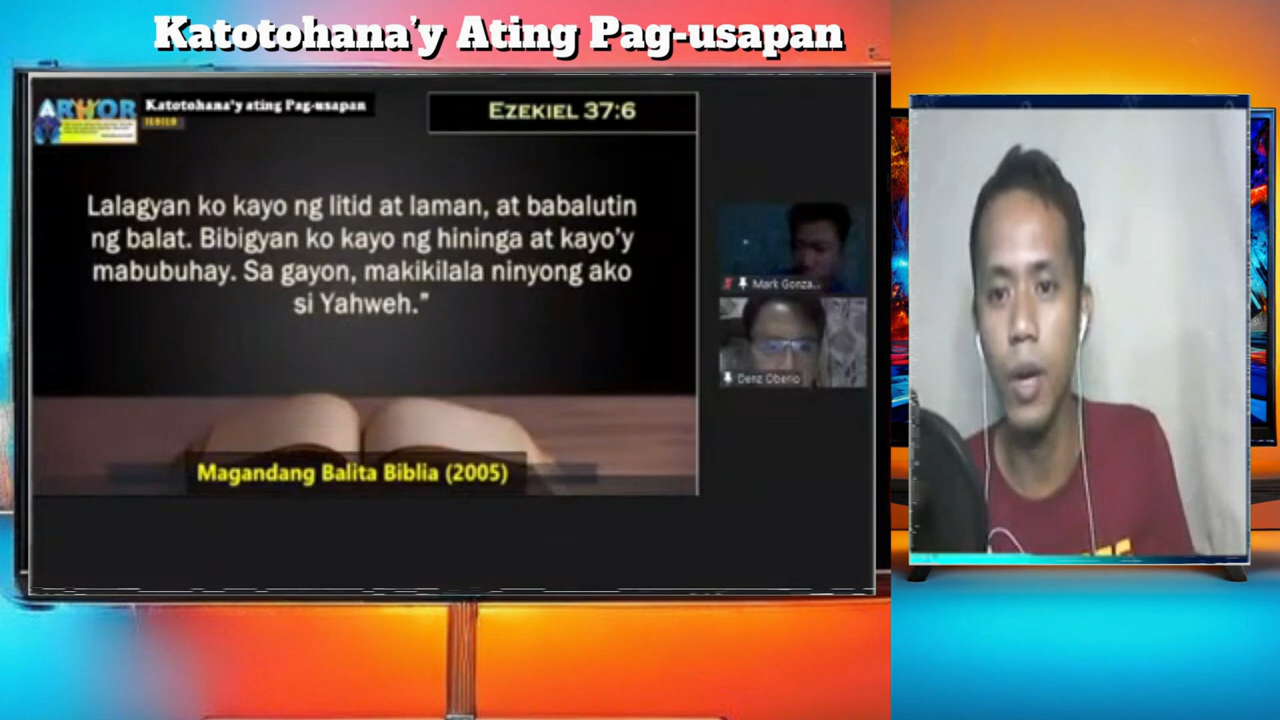 Katotohana'y Ating Pag-usapan
ARWOR
Katotohana'y ating Pag-usapan
EZEKIEL 37:6
Lalagyan ko kayo ng litid at laman, at babalutin
ng balat. Bibigyan ko kayo ng hininga at kayo'y
mabubuhay. Sa gayon, makikilala ninyong ako
si Yahweh."
Mark Gonza...
Denz Oberio
Magandang Balita Biblia (2005)